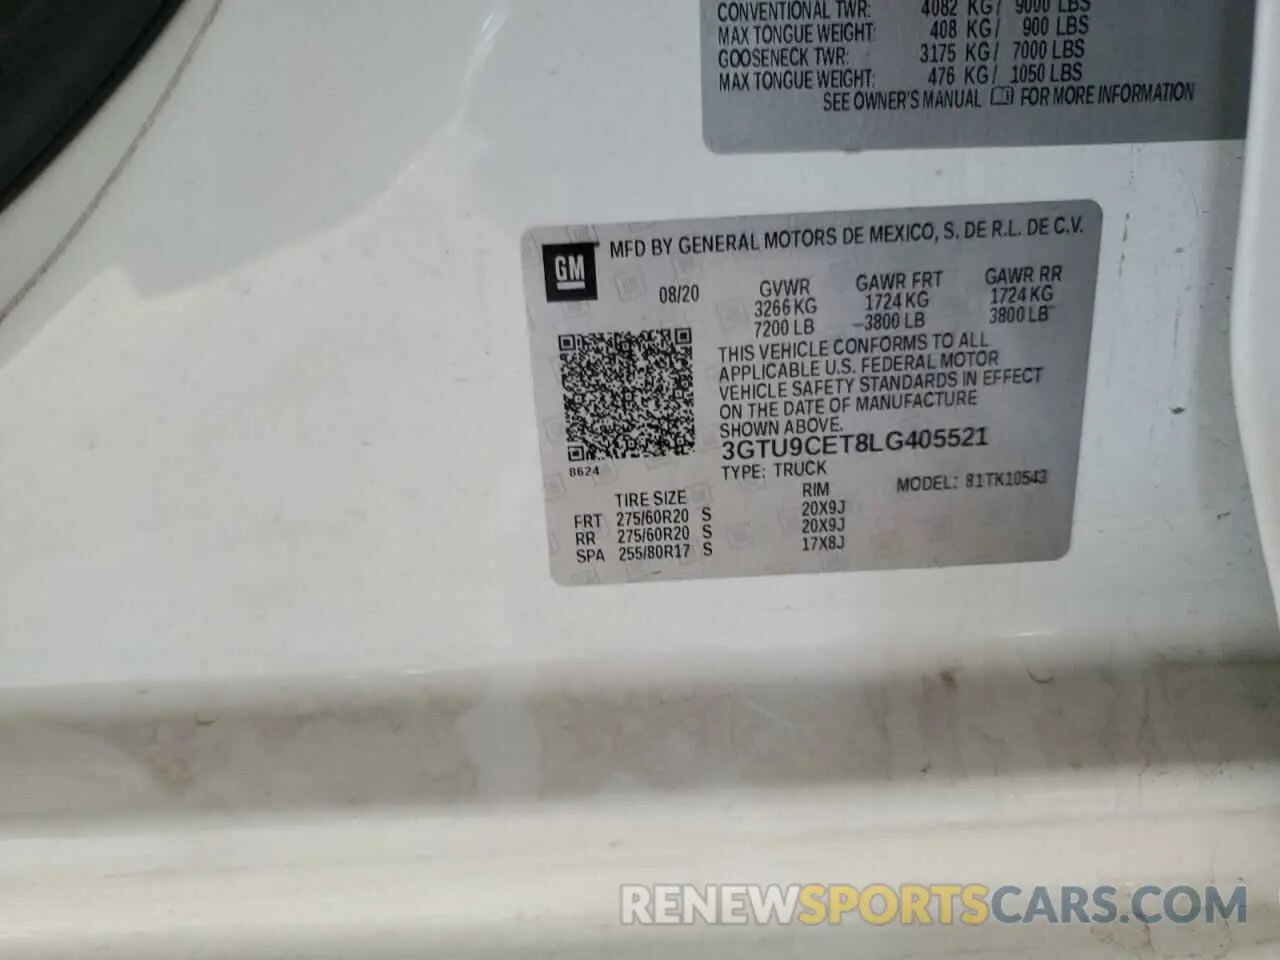 CONVENTIONAL TWR: 4082 KG/ 9000 LBS
MAX TONGUE WEIGHT: 408 KG/ 900 LBS
GOOSENECK TWR: 3175 KG/ 7000 LBS
MAX TONGUE WEIGHT: 476 KG/ 1050 LBS
SEE OWNER'S MANUAL FOR MORE INFORMATION
GM
MFD BY GENERAL MOTORS DE MEXICO, S. DE R.L. DE C.V.
08/20 GVWR GAWR FRT GAWR RR
3266 KG 1724 KG 1724 KG
7200 LB 3800 LB 3800 LB
THIS VEHICLE CONFORMS TO ALL
APPLICABLE U.S. FEDERAL MOTOR
VEHICLE SAFETY STANDARDS IN EFFECT
ON THE DATE OF MANUFACTURE
SHOWN ABOVE.
3GTU9CET8LG405521
8624
TYPE: TRUCK MODEL: 81TK10543
TIRE SIZE RIM
FRT 275/60R20 S 20X9J
RR 275/60R20 S 20X9J
SPA 255/80R17 S 17X8J
RENEWSPORTSCARS.COM